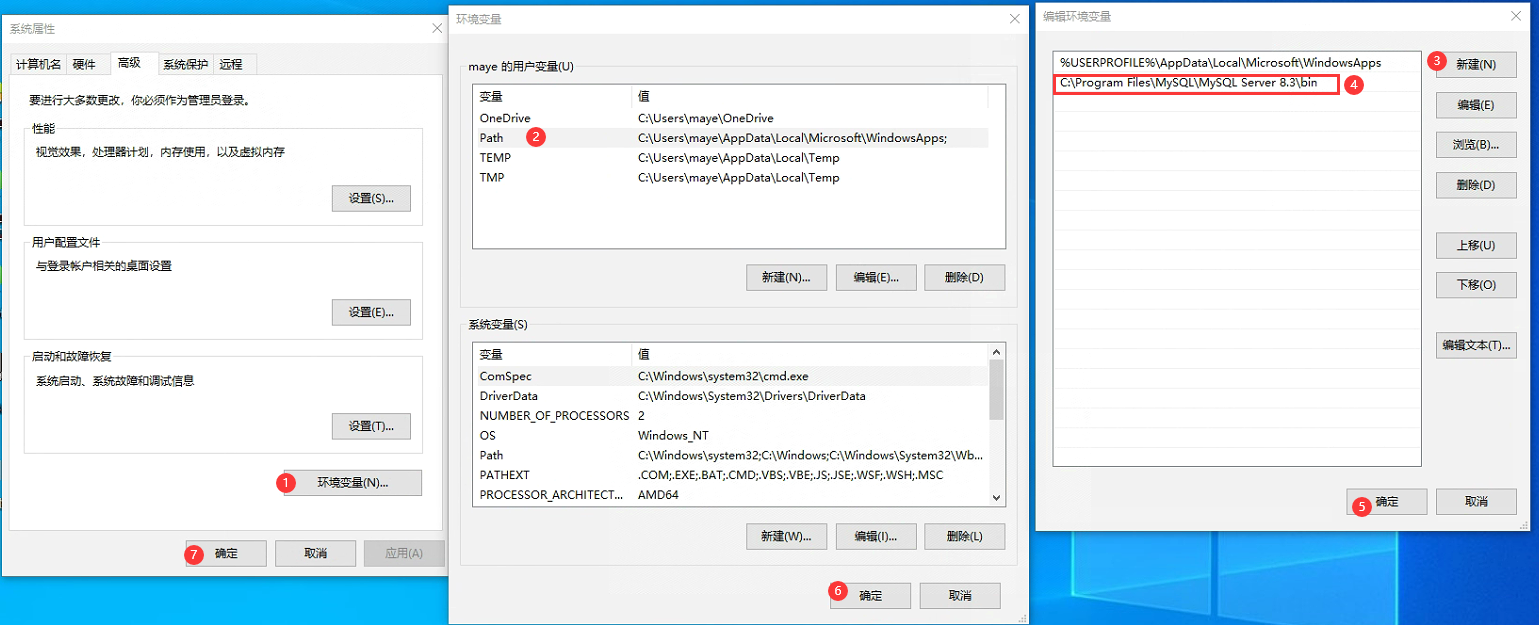 系统属性
计算机名 硬件 高级 系统保护 远程
要进行大多数更改，你必须作为管理员登录。
性能
视觉效果，处理器计划，内存使用，以及虚拟内存
设置(S)...
用户配置文件
与登录帐户相关的桌面设置
设置(E)...
启动和故障恢复
系统启动、系统故障和调试信息
设置(T)...
1 环境变量(N)...
7 确定 取消 应用(A)
环境变量
maye 的用户变量(U)
变量 值
OneDrive C:\Users\maye\OneDrive
Path 2 C:\Users\maye\AppData\Local\Microsoft\WindowsApps;
TEMP C:\Users\maye\AppData\Local\Temp
TMP C:\Users\maye\AppData\Local\Temp
新建(N)... 编辑(E)... 删除(D)
系统变量(S)
变量 值
ComSpec C:\Windows\system32\cmd.exe
DriverData C:\Windows\System32\Drivers\DriverData
NUMBER_OF_PROCESSORS 2
OS Windows_NT
Path C:\Windows\system32;C:\Windows;C:\Windows\System32\Wb...
PATHEXT .COM;.EXE;.BAT;.CMD;.VBS;.VBE;.JS;.JSE;.WSF;.WSH;.MSC
PROCESSOR_ARCHITECT... AMD64
新建(W)... 编辑(I)... 删除(L)
6 确定 取消
编辑环境变量
%USERPROFILE%\AppData\Local\Microsoft\WindowsApps
C:\Program Files\MySQL\MySQL Server 8.3\bin 4
3 新建(N)
编辑(E)
浏览(B)...
删除(D)
上移(U)
下移(O)
编辑文本(T)...
5 确定 取消